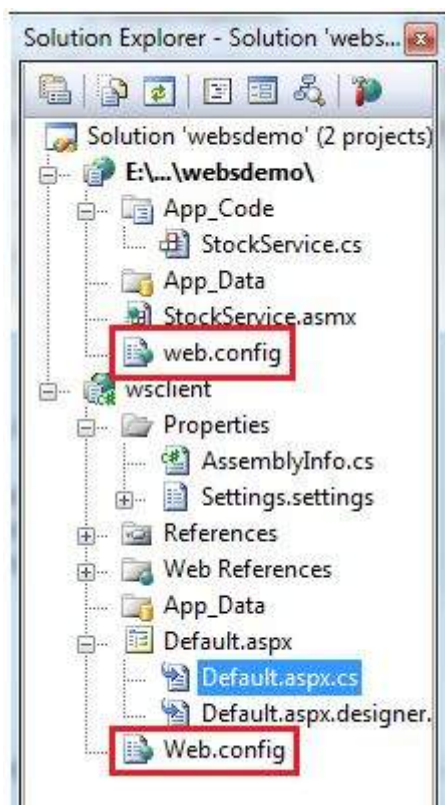 Solution Explorer - Solution 'webs...
Solution 'websdemo' (2 projects)
E:\...\websdemo\
App_Code
StockService.cs
App_Data
StockService.asmx
web.config
wsclient
Properties
AssemblyInfo.cs
Settings.settings
References
Web References
App_Data
Default.aspx
Default.aspx.cs
Default.aspx.designer.
Web.config